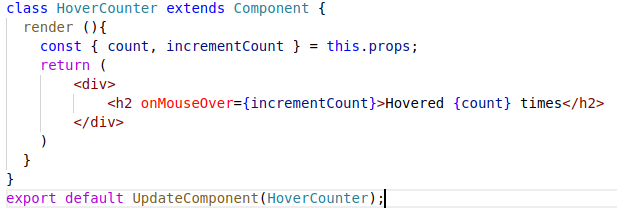 class HoverCounter extends Component {
  render (){
    const { count, incrementCount } = this.props;
    return (
        <div>
            <h2 onMouseOver={incrementCount}>Hovered {count} times</h2>
        </div>
    )
  }
}
export default UpdateComponent(HoverCounter);